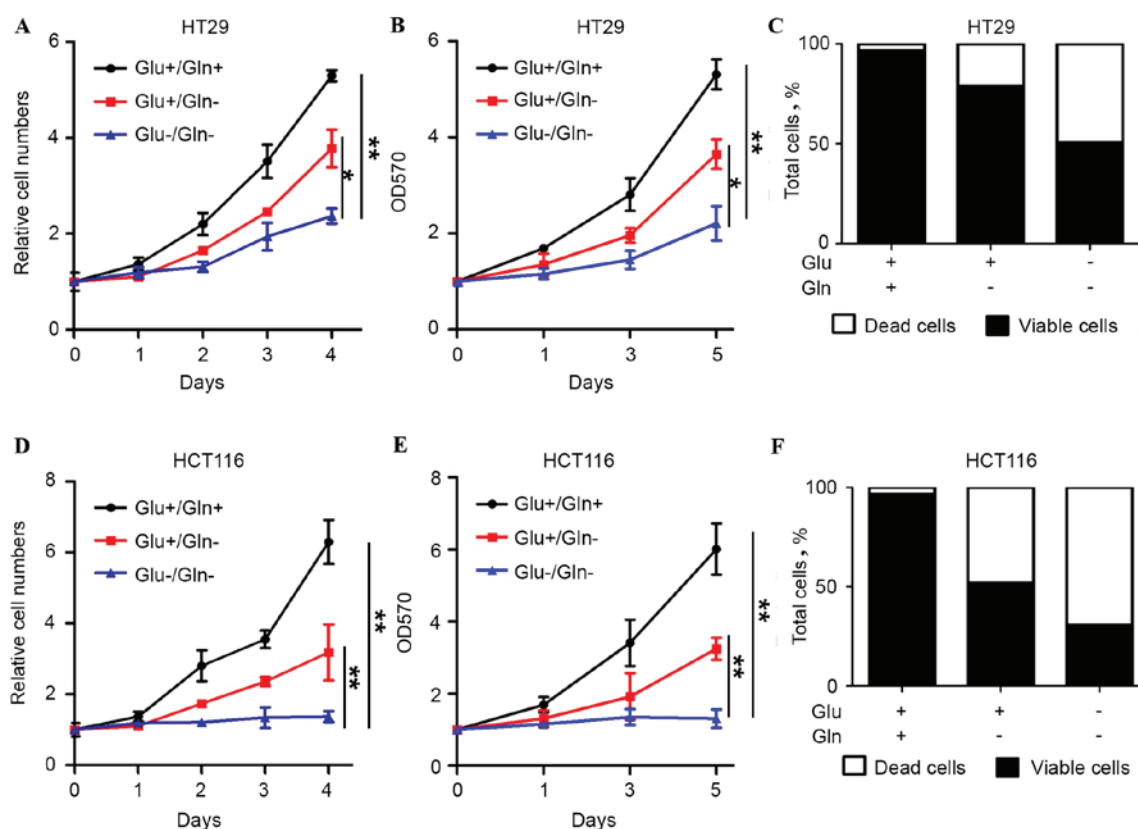 A
HT29
Relative cell numbers
6
4
2
0
Glu+/Gln+
Glu+/Gln-
Glu-/Gln-
*
**
0 1 2 3 4
Days
B
HT29
OD570
6
4
2
0
Glu+/Gln+
Glu+/Gln-
Glu-/Gln-
*
**
0 1 3 5
Days
C
HT29
Total cells, %
100
50
0
Glu + + -
Gln + - -
Dead cells Viable cells
D
HCT116
Relative cell numbers
8
6
4
2
0
Glu+/Gln+
Glu+/Gln-
Glu-/Gln-
**
**
0 1 2 3 4
Days
E
HCT116
OD570
8
6
4
2
0
Glu+/Gln+
Glu+/Gln-
Glu-/Gln-
**
**
0 1 3 5
Days
F
HCT116
Total cells, %
100
50
0
Glu + + -
Gln + - -
Dead cells Viable cells